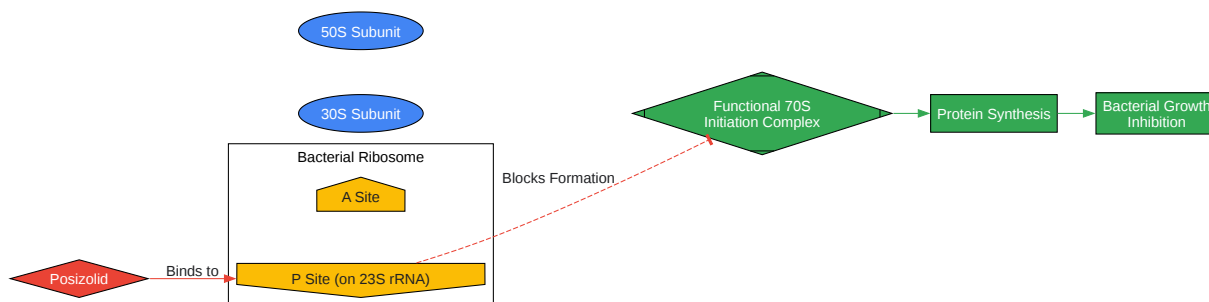 50S Subunit
30S Subunit
Functional 70S
Initiation Complex
Protein Synthesis
Bacterial Growth
Inhibition
Bacterial Ribosome
A Site
Blocks Formation
Posizolid
Binds to
P Site (on 23S rRNA)